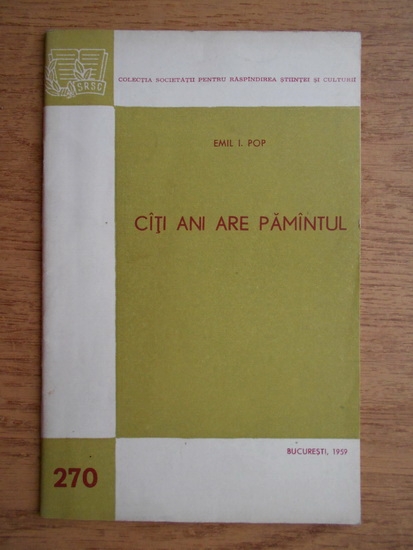 SRSC
COLECȚIA SOCIETĂȚII PENTRU RĂSPÎNDIREA ȘTIINȚEI ȘI CULTURII
EMIL I. POP
CÎȚI ANI ARE PĂMÎNTUL
BUCUREȘTI, 1959
270